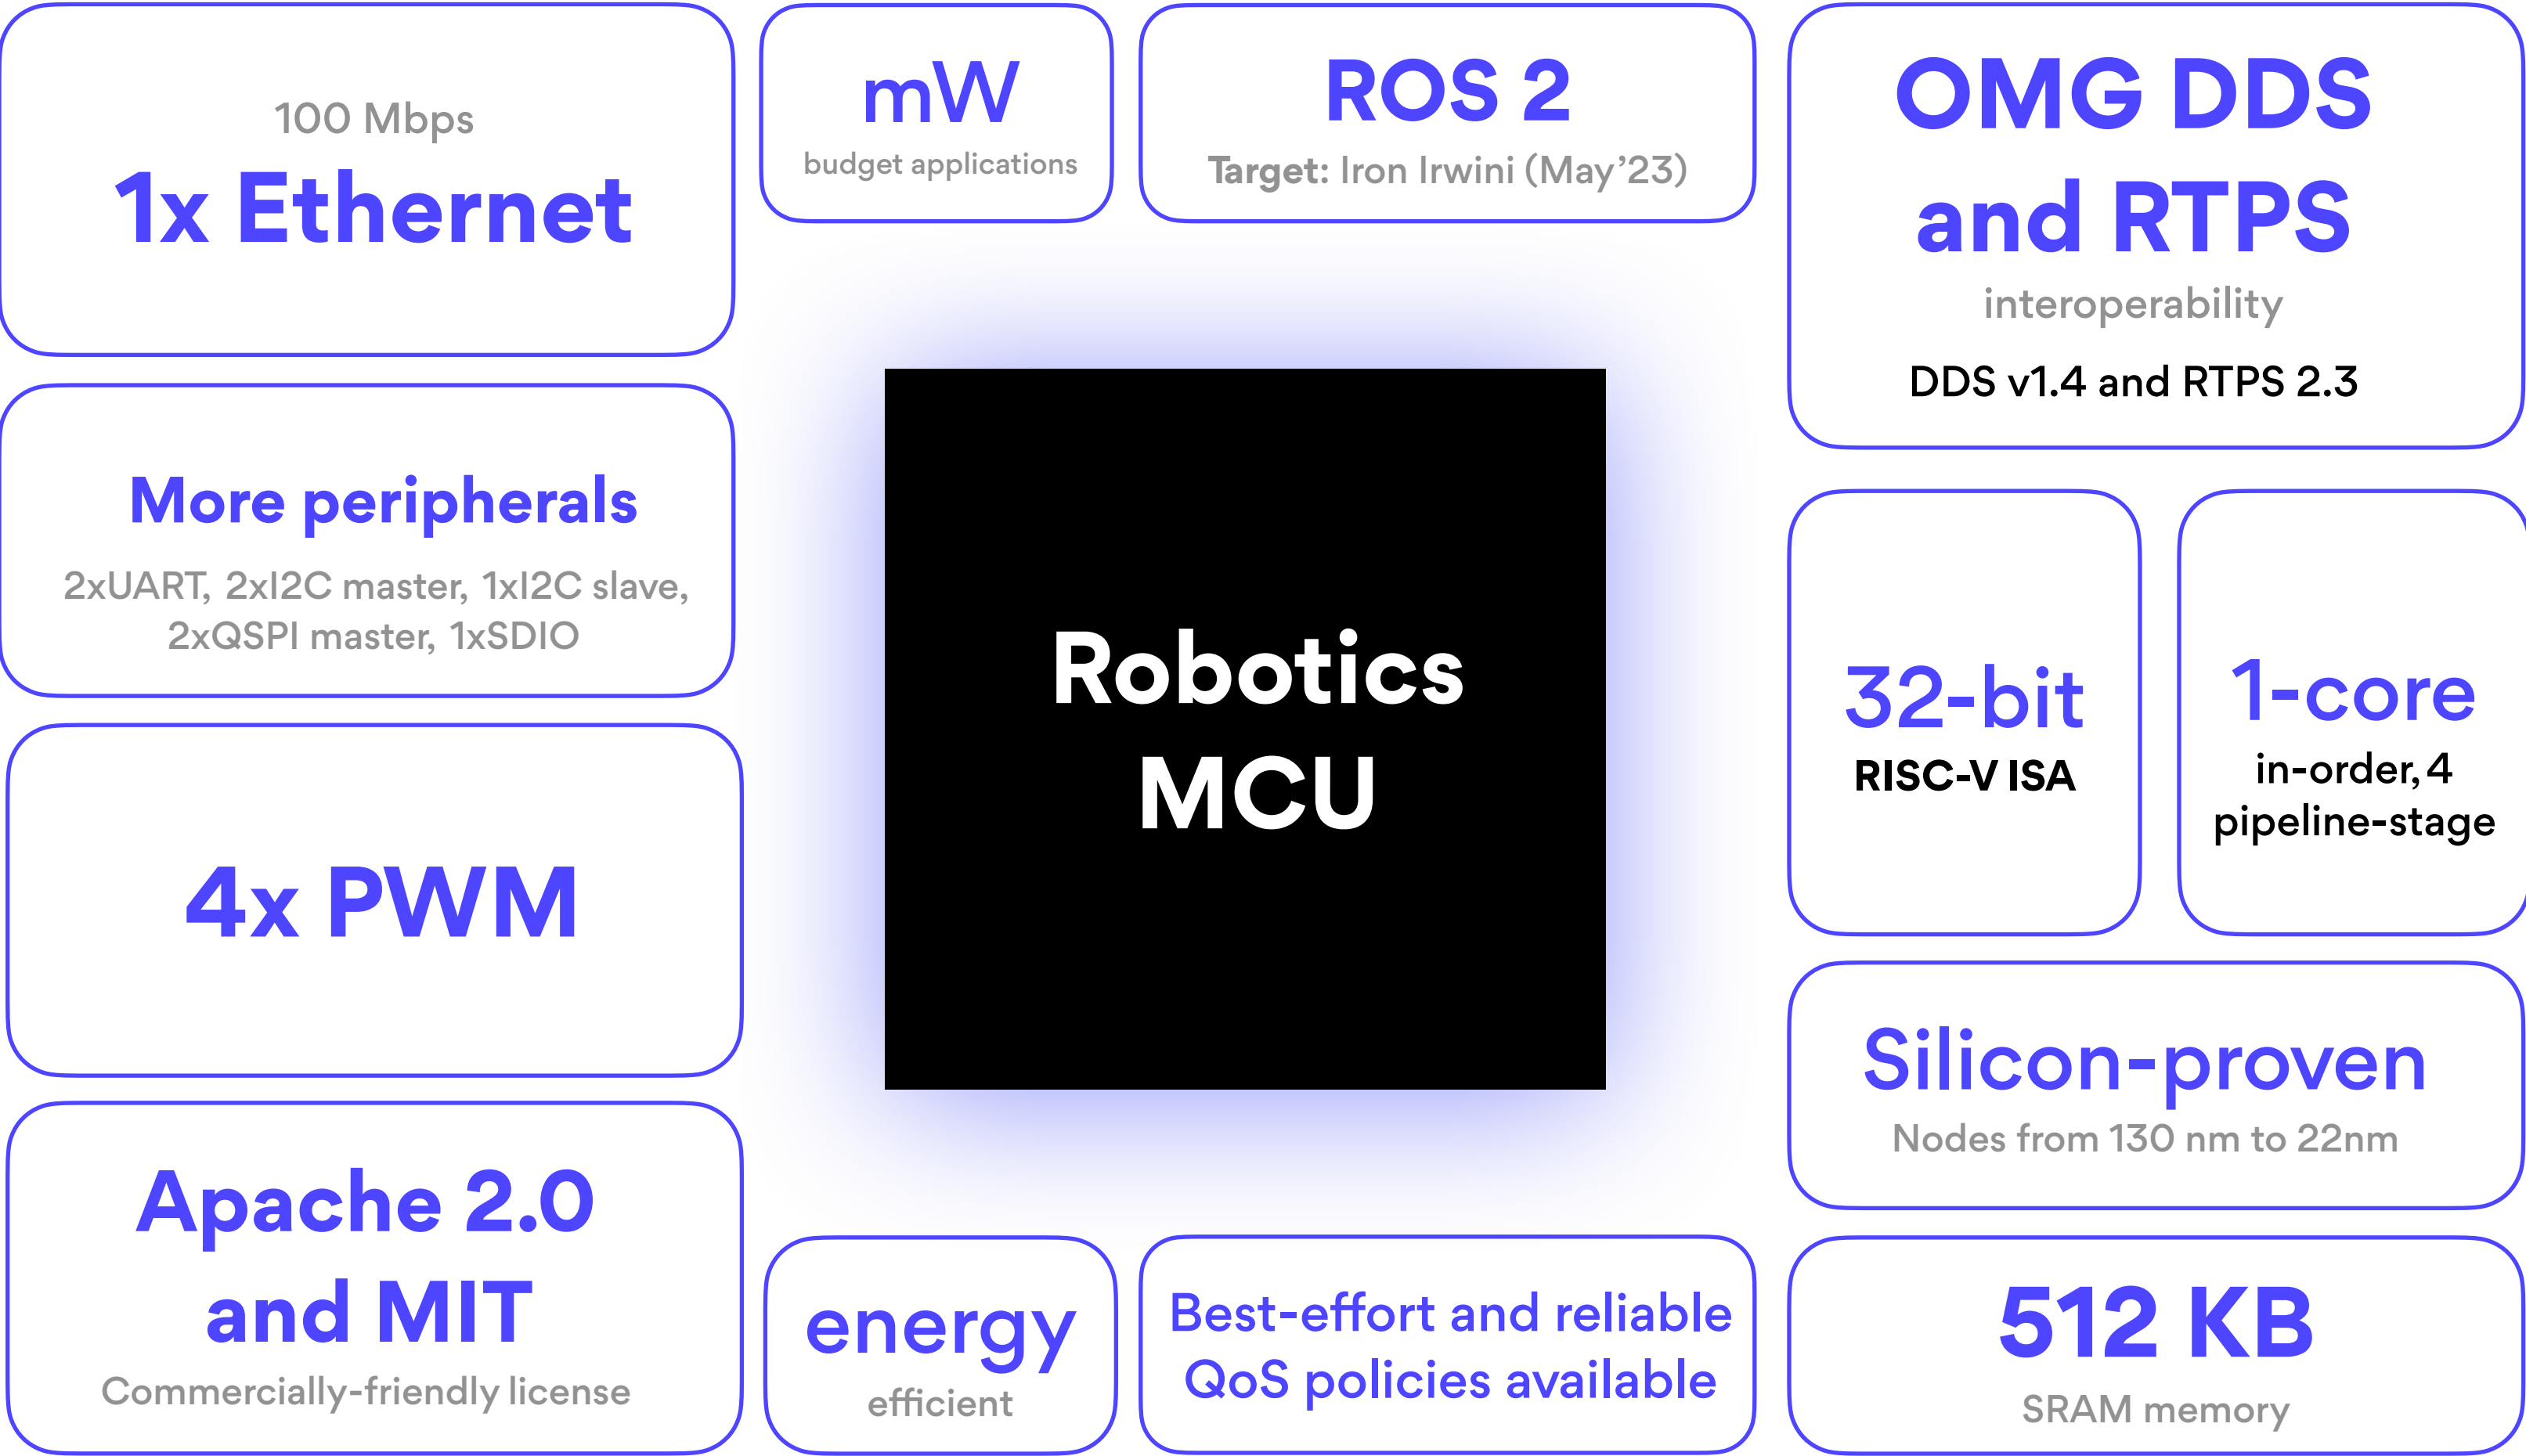 100 Mbps
1x Ethernet
mW
budget applications
ROS 2
Target: Iron Irwini (May’23)
OMG DDS
and RTPS
interoperability
DDS v1.4 and RTPS 2.3
More peripherals
2xUART, 2xI2C master, 1xI2C slave,
2xQSPI master, 1xSDIO
Robotics
MCU
32-bit
RISC-V ISA
1-core
in-order, 4
pipeline-stage
4x PWM
Silicon-proven
Nodes from 130 nm to 22nm
Apache 2.0
and MIT
Commercially-friendly license
energy
efficient
Best-effort and reliable
QoS policies available
512 KB
SRAM memory